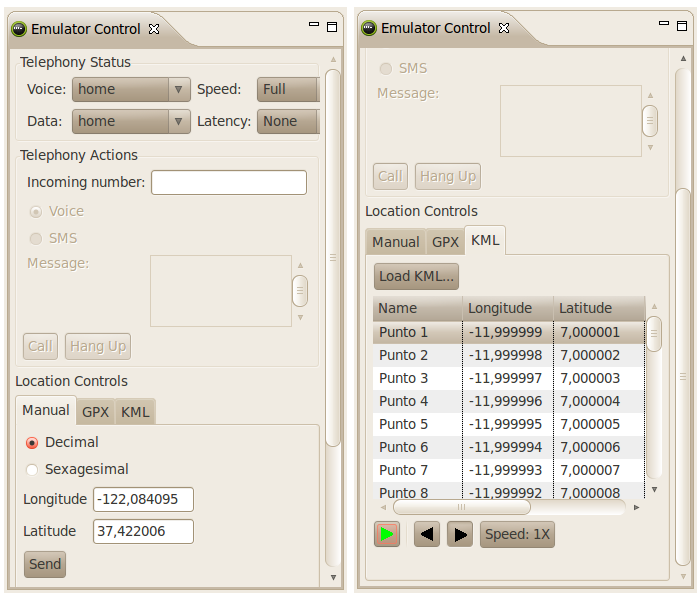 Emulator Control
Telephony Status
Voice: home Speed: Full
Data: home Latency: None
Telephony Actions
Incoming number:
Voice
SMS
Message:
Call Hang Up
Location Controls
Manual GPX KML
Decimal
Sexagesimal
Longitude -122,084095
Latitude 37,422006
Send
Emulator Control
SMS
Message:
Call Hang Up
Location Controls
Manual GPX KML
Load KML...
Name Longitude Latitude
Punto 1 -11,999999 7,000001
Punto 2 -11,999998 7,000002
Punto 3 -11,999997 7,000003
Punto 4 -11,999996 7,000004
Punto 5 -11,999995 7,000005
Punto 6 -11,999994 7,000006
Punto 7 -11,999993 7,000007
Punto 8 -11,999992 7,000008
Speed: 1X